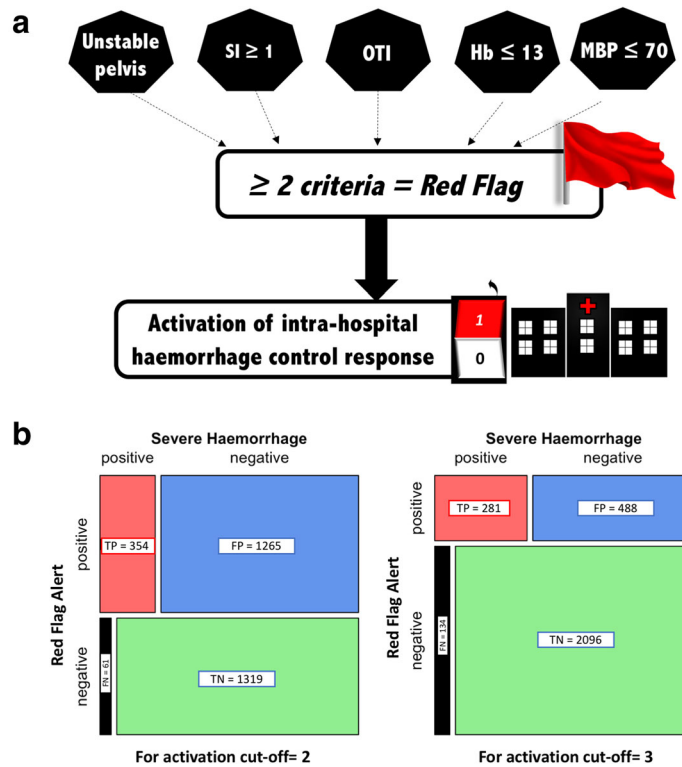 a
Unstable
pelvis
SI ≥ 1
OTI
Hb ≤ 13
MBP ≤ 70
≥ 2 criteria = Red Flag
Activation of intra-hospital
haemorrhage control response
1
0
b
Severe Haemorrhage
positive
negative
Red Flag Alert
positive
negative
TP = 354
FP = 1265
FN = 61
TN = 1319
For activation cut-off= 2
Severe Haemorrhage
positive
negative
Red Flag Alert
positive
negative
TP = 281
FP = 488
FN = 134
TN = 2096
For activation cut-off= 3